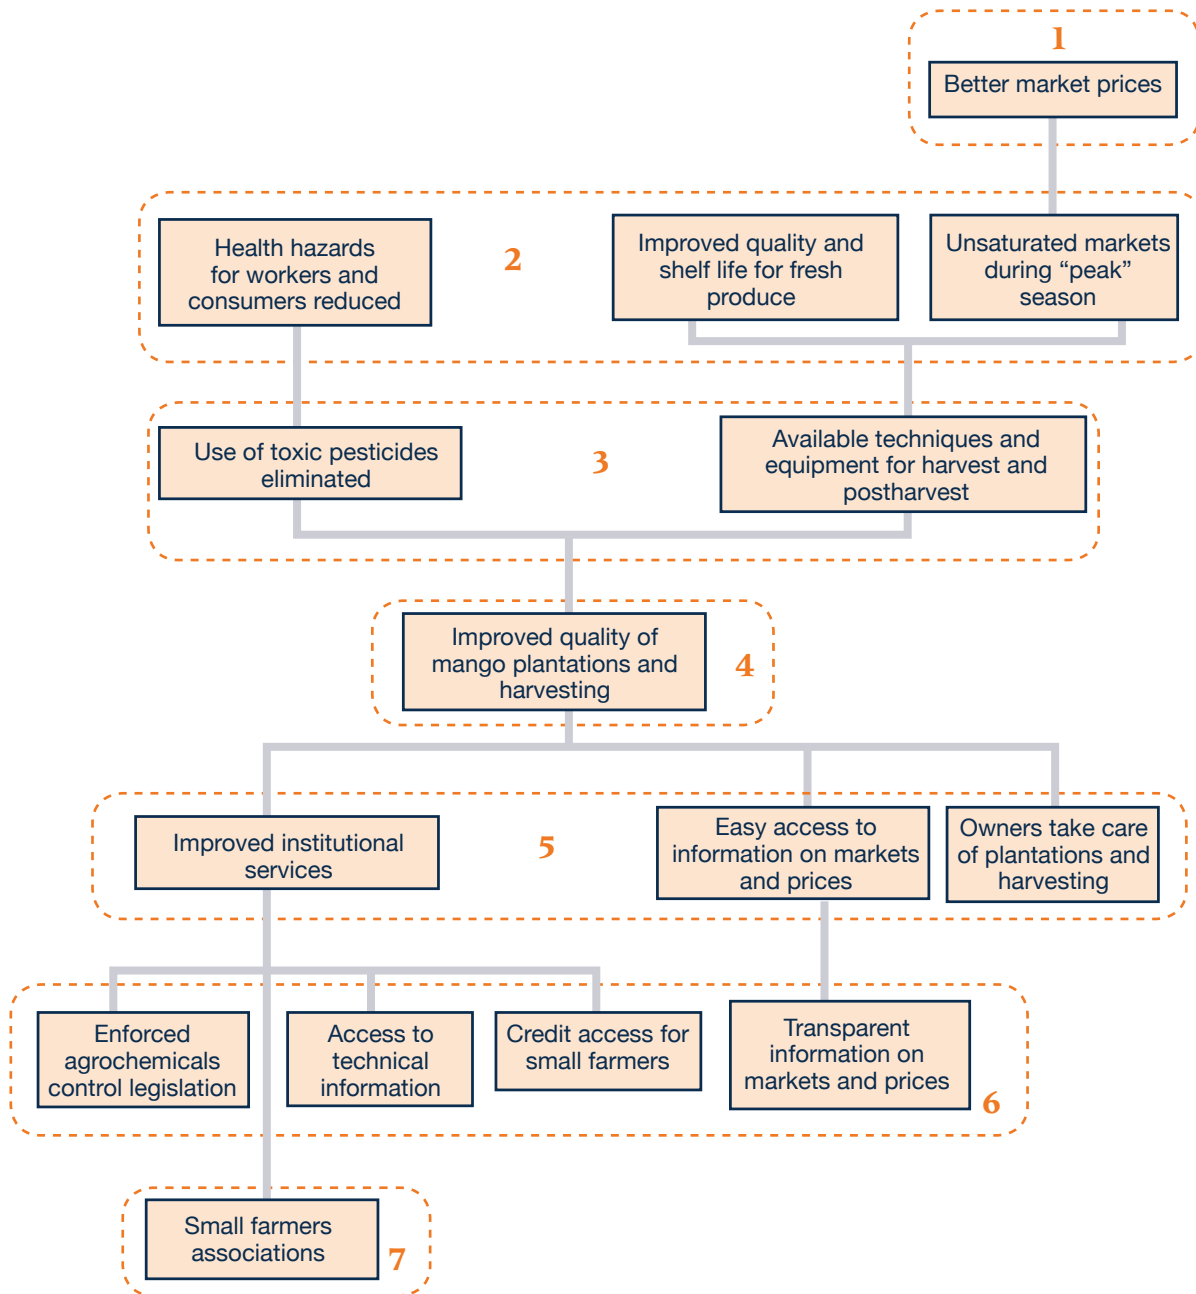 1
Better market prices
Health hazards
for workers and
consumers reduced
2
Improved quality and
shelf life for fresh
produce
Unsaturated markets
during “peak”
season
Use of toxic pesticides
eliminated
3
Available techniques and
equipment for harvest and
postharvest
Improved quality of
mango plantations and
harvesting
4
Improved institutional
services
5
Easy access to
information on markets
and prices
Owners take care
of plantations and
harvesting
Enforced
agrochemicals
control legislation
Access to
technical
information
Credit access for
small farmers
Transparent
information on
markets and prices
6
Small farmers
associations
7